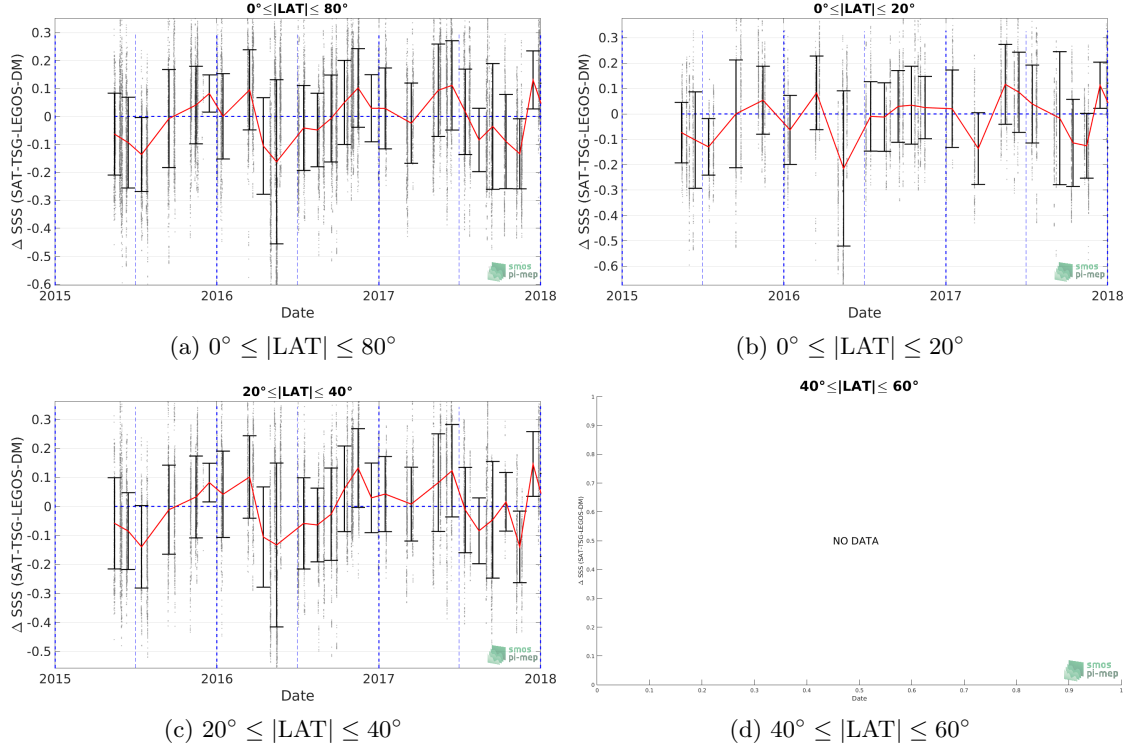 0°≤|LAT|≤ 80°
Δ SSS (SAT-TSG-LEGOS-DM)
0.3
0.2
0.1
0
-0.1
-0.2
-0.3
-0.4
-0.5
-0.6
2015
2016
2017
2018
Date
smos
pi-mep
(a) 0° ≤ |LAT| ≤ 80°
0°≤|LAT|≤ 20°
Δ SSS (SAT-TSG-LEGOS-DM)
0.3
0.2
0.1
0
-0.1
-0.2
-0.3
-0.4
-0.5
-0.6
2015
2016
2017
2018
Date
smos
pi-mep
(b) 0° ≤ |LAT| ≤ 20°
20°≤|LAT|≤ 40°
Δ SSS (SAT-TSG-LEGOS-DM)
0.3
0.2
0.1
0
-0.1
-0.2
-0.3
-0.4
-0.5
2015
2016
2017
2018
Date
smos
pi-mep
(c) 20° ≤ |LAT| ≤ 40°
40°≤|LAT|≤ 60°
Δ SSS (SAT-TSG-LEGOS-DM)
1
0.9
0.8
0.7
0.6
0.5
0.4
0.3
0.2
0.1
0
NO DATA
0
0.1
0.2
0.3
0.4
0.5
0.6
0.7
0.8
0.9
1
Date
smos
pi-mep
(d) 40° ≤ |LAT| ≤ 60°